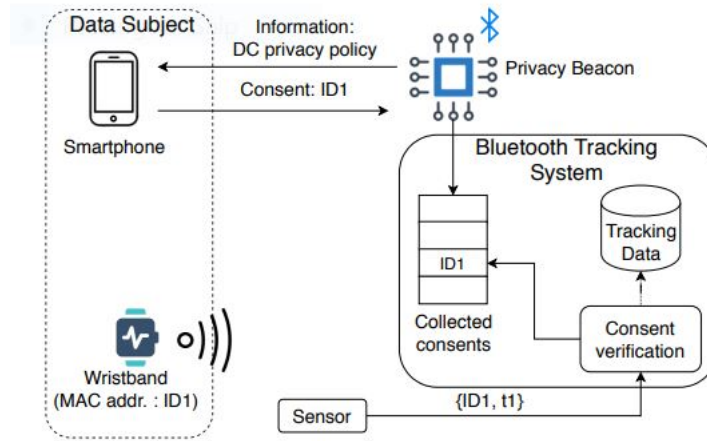 Data Subject
Information:
DC privacy policy
Consent: ID1
Smartphone
Privacy Beacon
Bluetooth Tracking
System
Tracking
Data
ID1
Collected
consents
Consent
verification
Wristband
(MAC addr. : ID1)
Sensor
{ID1, t1}